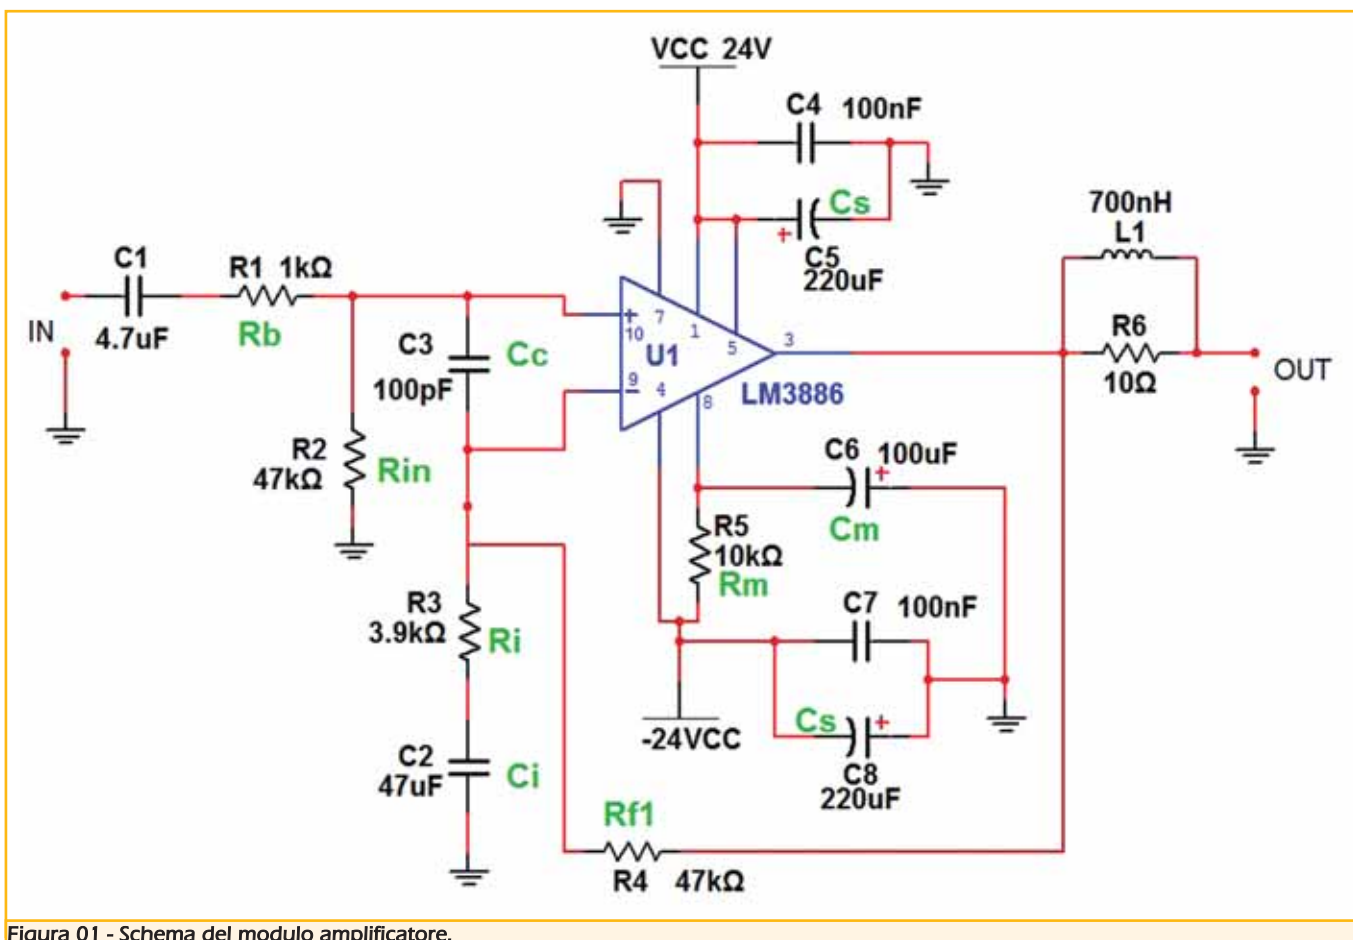 VCC 24V
C4 100nF
Cs
C5
220uF
700nH
L1
C1
4.7uF
R1 1kΩ
Rb
IN
C3
100pF
Cc
+
10
7
1
5
3
U1
9
4
8
LM3886
R6
10Ω
OUT
R2
47kΩ
Rin
C6 100uF
+
Cm
R5
10kΩ
Rm
C7 100nF
R3
3.9kΩ
Ri
-24VCC
Cs
+
C8
220uF
C2
47uF
Ci
Rf1
R4 47kΩ
Figura 01 - Schema del modulo amplificatore.